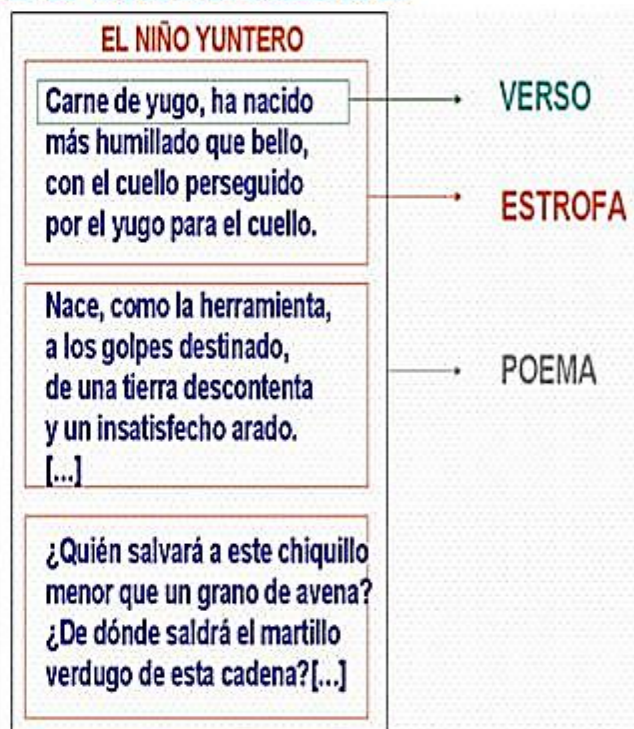 EL NIÑO YUNTERO
Carne de yugo, ha nacido
más humillado que bello,
con el cuello perseguido
por el yugo para el cuello.
Nace, como la herramienta,
a los golpes destinado,
de una tierra descontenta
y un insatisfecho arado.
[...]
¿Quién salvará a este chiquillo
menor que un grano de avena?
¿De dónde saldrá el martillo
verdugo de esta cadena?[...]
VERSO
ESTROFA
POEMA